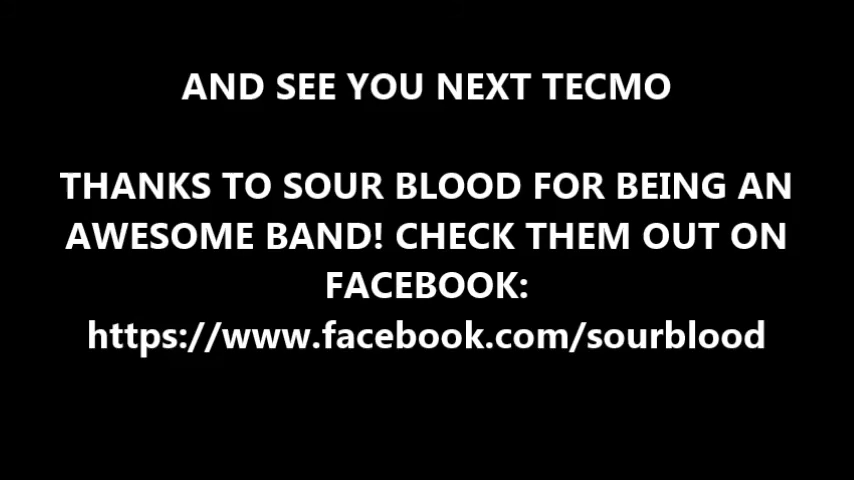 AND SEE YOU NEXT TECMO
THANKS TO SOUR BLOOD FOR BEING AN
AWESOME BAND! CHECK THEM OUT ON
FACEBOOK:
https://www.facebook.com/sourblood